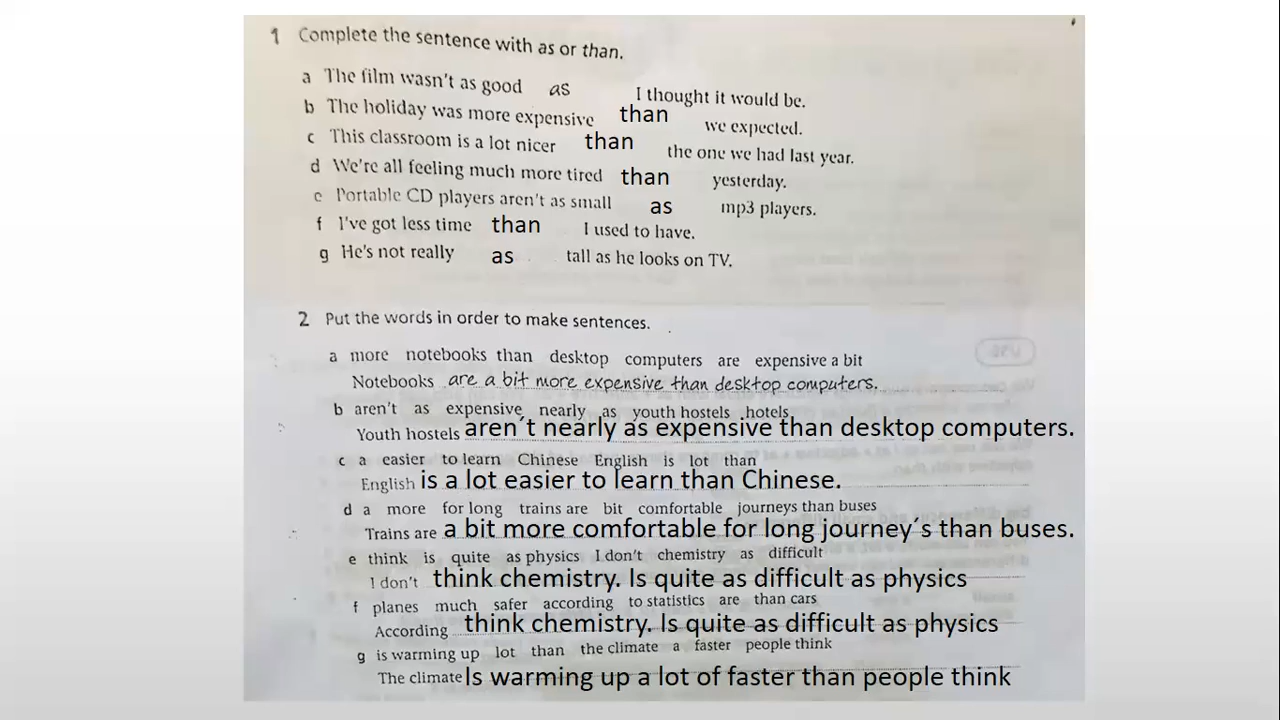 1 Complete the sentence with as or than.
a The film wasn't as good as I thought it would be.
b The holiday was more expensive than we expected.
c This classroom is a lot nicer than the one we had last year.
d We're all feeling much more tired than yesterday.
e Portable CD players aren't as small as mp3 players.
f I've got less time than I used to have.
g He's not really as tall as he looks on TV.
2 Put the words in order to make sentences.
a more notebooks than desktop computers are expensive a bit
Notebooks are a bit more expensive than desktop computers.
b aren't as expensive nearly as youth hostels hotels
Youth hostels aren´t nearly as expensive than desktop computers.
c a easier to learn Chinese English is lot than
English is a lot easier to learn than Chinese.
d a more for long trains are bit comfortable journeys than buses
Trains are a bit more comfortable for long journey´s than buses.
e think is quite as physics I don't chemistry as difficult
I don't think chemistry. Is quite as difficult as physics
f planes much safer according to statistics are than cars
According think chemistry. Is quite as difficult as physics
g is warming up lot than the climate a faster people think
The climate Is warming up a lot of faster than people think